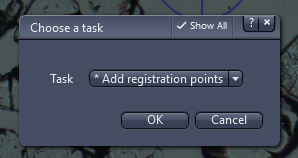 Choose a task
✓ Show All
? ×
Task
* Add registration points
OK
Cancel